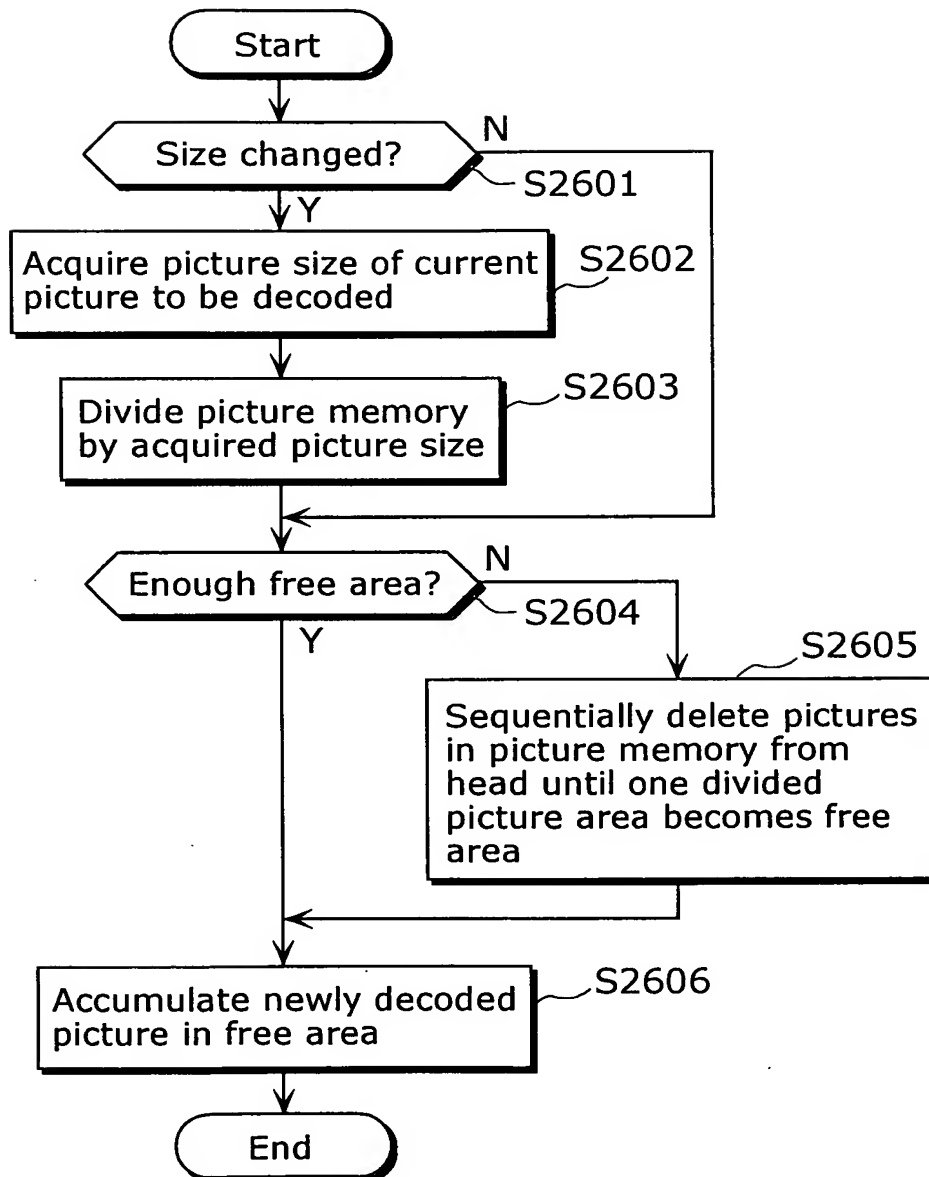 Start
Size changed?
N
S2601
Y
Acquire picture size of current
picture to be decoded
S2602
S2603
Divide picture memory
by acquired picture size
Enough free area?
N
S2604
Y
S2605
Sequentially delete pictures
in picture memory from
head until one divided
picture area becomes free
area
S2606
Accumulate newly decoded
picture in free area
End